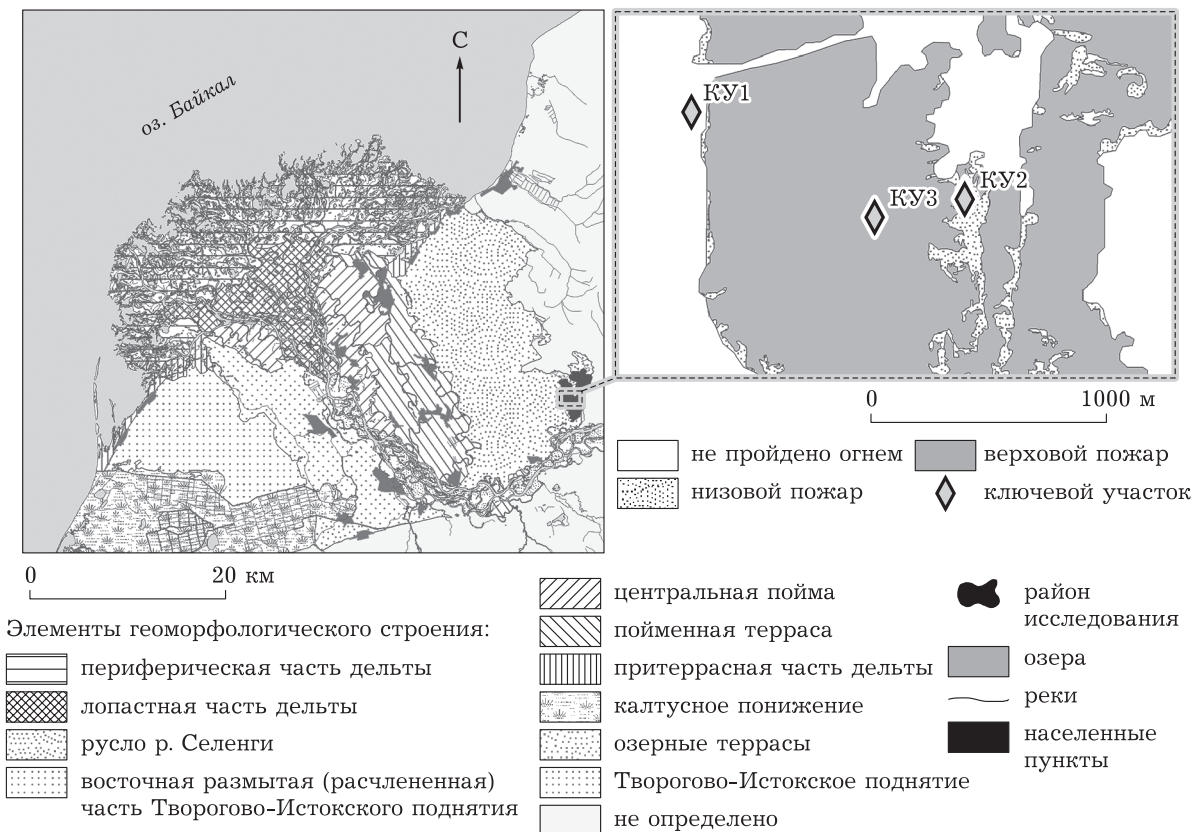 С
оз. Байкал
КУ1
КУ2
КУ3
0 1000 м
не пройдено огнем
верховой пожар
низовой пожар
ключевой участок
0 20 км
Элементы геоморфологического строения:
периферическая часть дельты
лопастная часть дельты
русло р. Селенги
восточная размытая (расчлененная)
часть Творогово-Истокского поднятия
центральная пойма
пойменная терраса
притеррасная часть дельты
калтусное понижение
озерные террасы
Творогово-Истокское поднятие
не определено
район
исследования
озера
реки
населенные
пункты